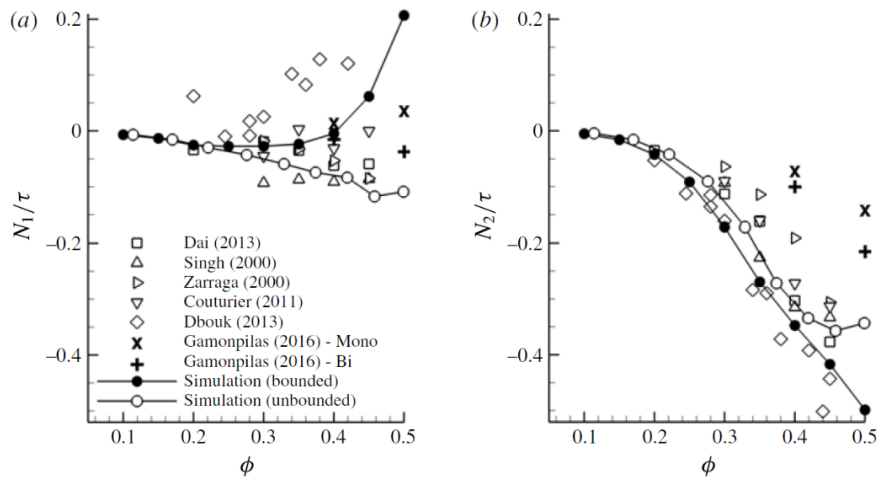 (a)
0.2
0.1
0
−0.2
−0.4
N1/τ
Dai (2013)
Singh (2000)
Zarraga (2000)
Couturier (2011)
Dbouk (2013)
Gamonpilas (2016) - Mono
Gamonpilas (2016) - Bi
Simulation (bounded)
Simulation (unbounded)
0.1 0.2 0.3 0.4 0.5
ϕ
(b)
0.2
0
−0.2
−0.4
N2/τ
0.1 0.2 0.3 0.4 0.5
ϕ